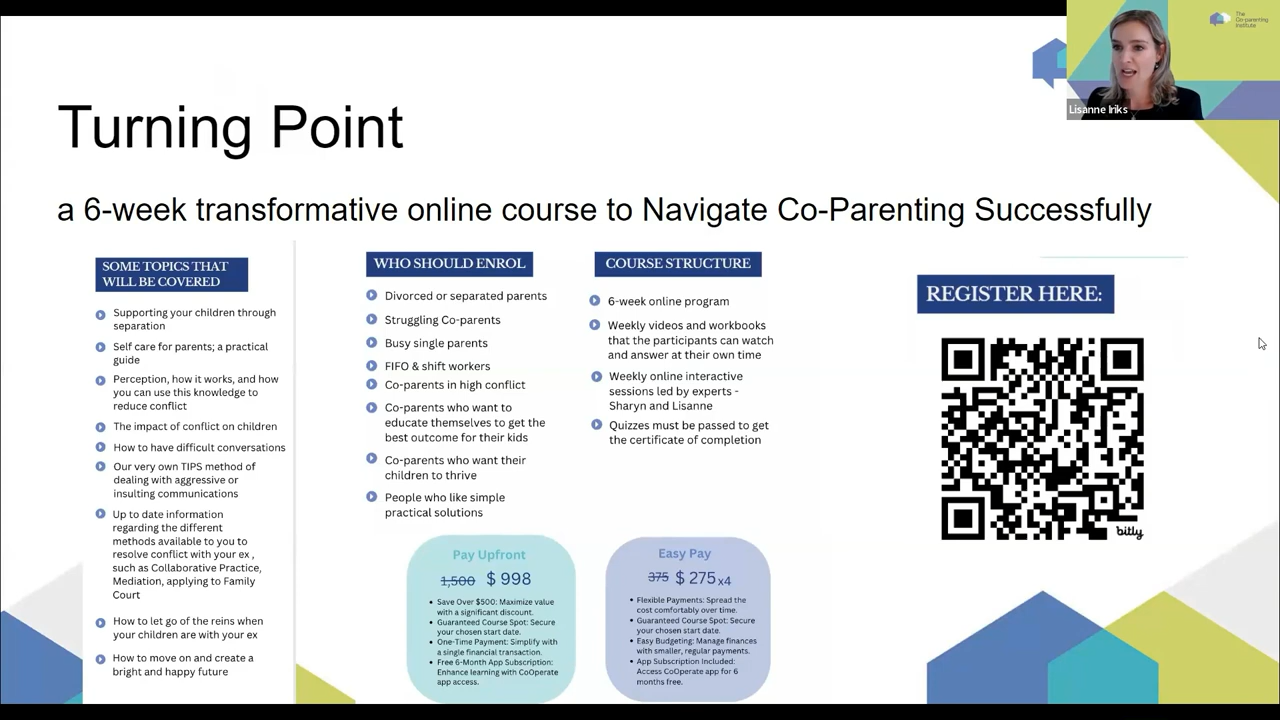 The
Co-parenting
Institute
Lisanne Iriks
Turning Point
a 6-week transformative online course to Navigate Co-Parenting Successfully
SOME TOPICS THAT
WILL BE COVERED
Supporting your children through
separation
Self care for parents; a practical
guide
Perception, how it works, and how
you can use this knowledge to
reduce conflict
The impact of conflict on children
How to have difficult conversations
Our very own TIPS method of
dealing with aggressive or
insulting communications
Up to date information
regarding the different
methods available to you to
resolve conflict with your ex ,
such as Collaborative Practice,
Mediation, applying to Family
Court
How to let go of the reins when
your children are with your ex
How to move on and create a
bright and happy future
WHO SHOULD ENROL
Divorced or separated parents
Struggling Co-parents
Busy single parents
FIFO & shift workers
Co-parents in high conflict
Co-parents who want to
educate themselves to get the
best outcome for their kids
Co-parents who want their
children to thrive
People who like simple
practical solutions
COURSE STRUCTURE
6-week online program
Weekly videos and workbooks
that the participants can watch
and answer at their own time
Weekly online interactive
sessions led by experts -
Sharyn and Lisanne
Quizzes must be passed to get
the certificate of completion
Pay Upfront
1,500 $ 998
Save Over $500: Maximize value
with a significant discount.
Guaranteed Course Spot: Secure
your chosen start date.
One-Time Payment: Simplify with
a single financial transaction.
Free 6-Month App Subscription:
Enhance learning with CoOperate
app access.
Easy Pay
375 $ 275 x4
Flexible Payments: Spread the
cost comfortably over time.
Guaranteed Course Spot: Secure
your chosen start date.
Easy Budgeting: Manage finances
with smaller, regular payments.
App Subscription Included:
Access CoOperate app for 6
months free.
REGISTER HERE:
bitly